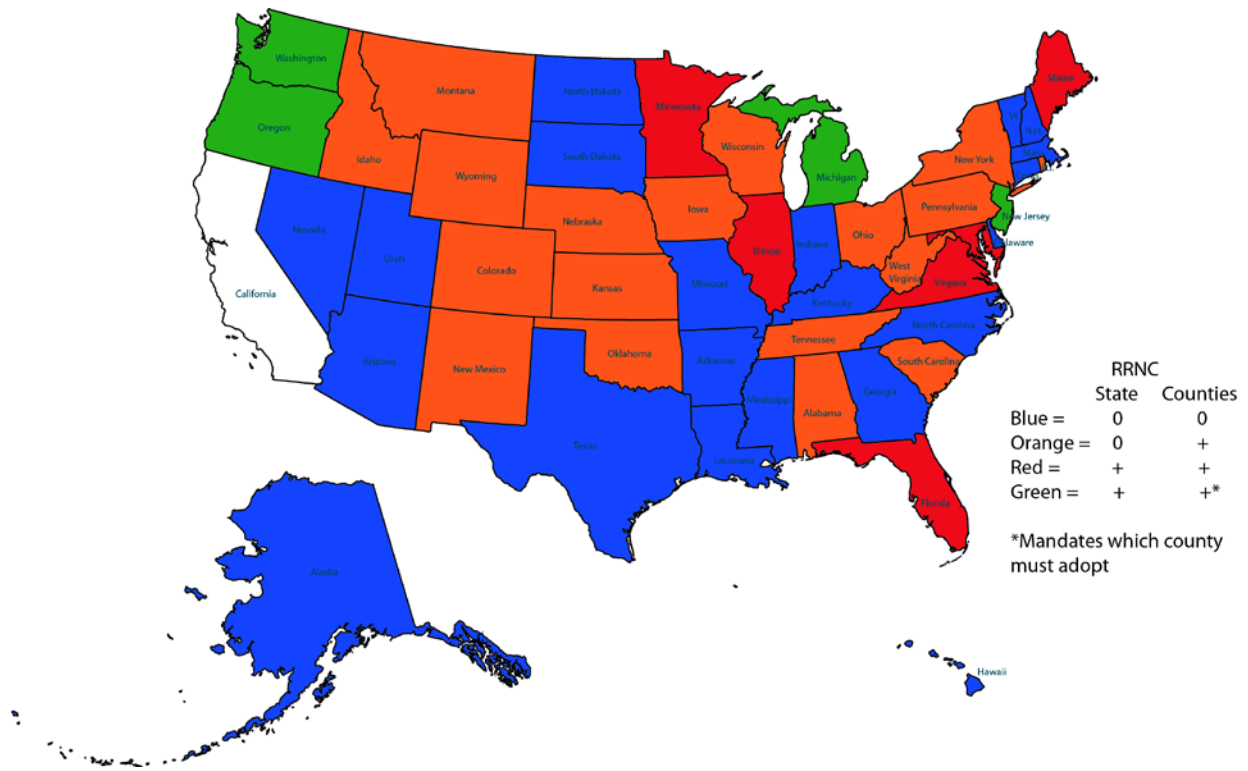 Washington
Oregon
California
Nevada
Idaho
Montana
Wyoming
Utah
Arizona
Colorado
New Mexico
North Dakota
South Dakota
Nebraska
Kansas
Oklahoma
Texas
Minnesota
Iowa
Missouri
Arkansas
Louisiana
Wisconsin
Illinois
Michigan
Indiana
Ohio
Kentucky
Tennessee
Mississippi
Alabama
Georgia
Florida
South Carolina
North Carolina
Virginia
West
Virginia
Pennsylvania
New York
Vt.
N.H.
Maine
Mass.
New Jersey
Delaware
Alaska
Hawaii
RRNC
State Counties
Blue = 0 0
Orange = 0 +
Red = + +
Green = + +*
*Mandates which county
must adopt